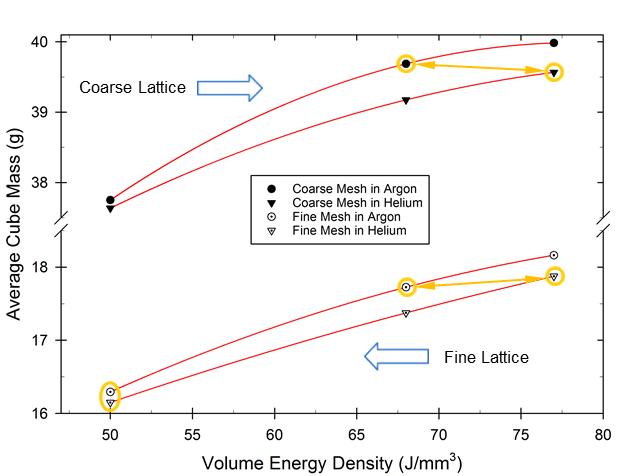 40
39
38
18
17
16
Average Cube Mass (g)
Coarse Lattice
Coarse Mesh in Argon
Coarse Mesh in Helium
Fine Mesh in Argon
Fine Mesh in Helium
Fine Lattice
50 55 60 65 70 75 80
Volume Energy Density (J/mm³)